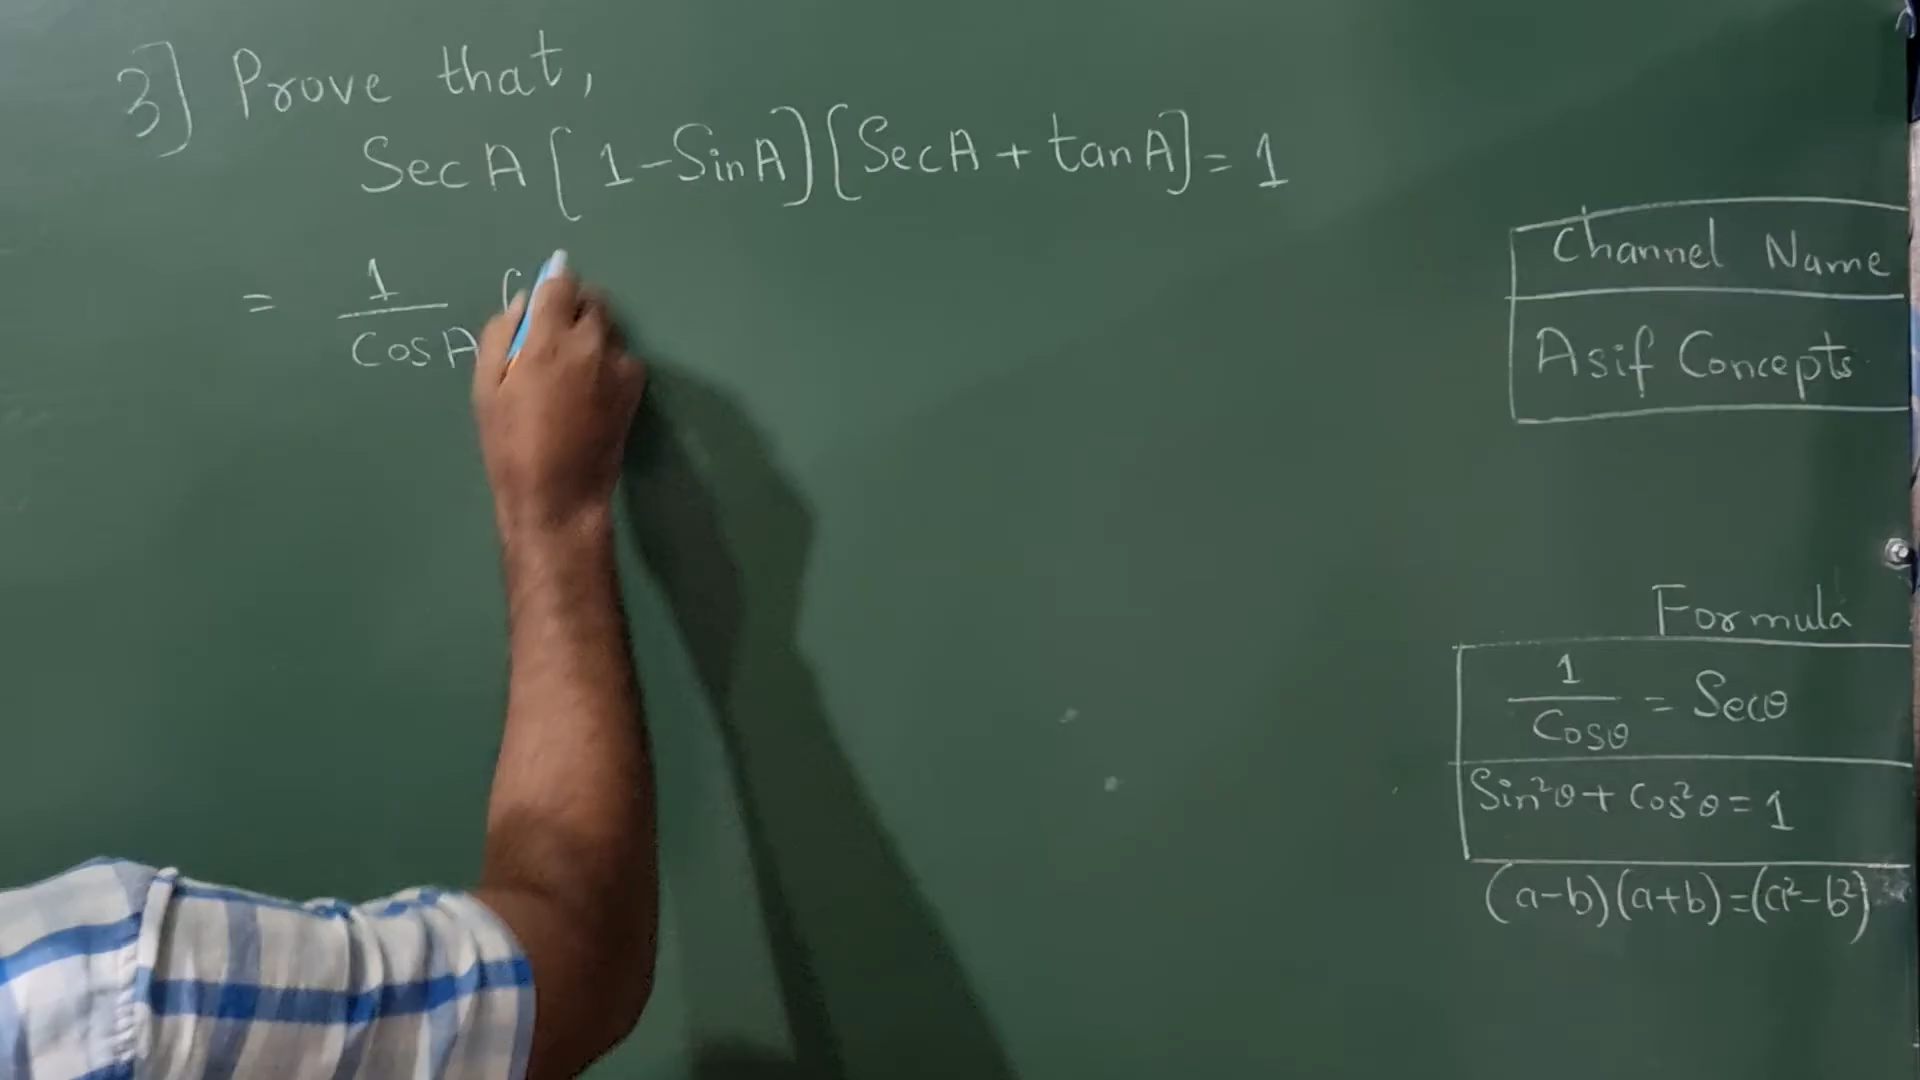 3] Prove that,
Sec A [1-Sin A] [Sec A + tan A] = 1
= 1/Cos A (
Channel Name
Asif Concepts
Formula
1/Cosθ = Secθ
Sin²θ + Cos²θ = 1
(a-b)(a+b)=(a²-b²)